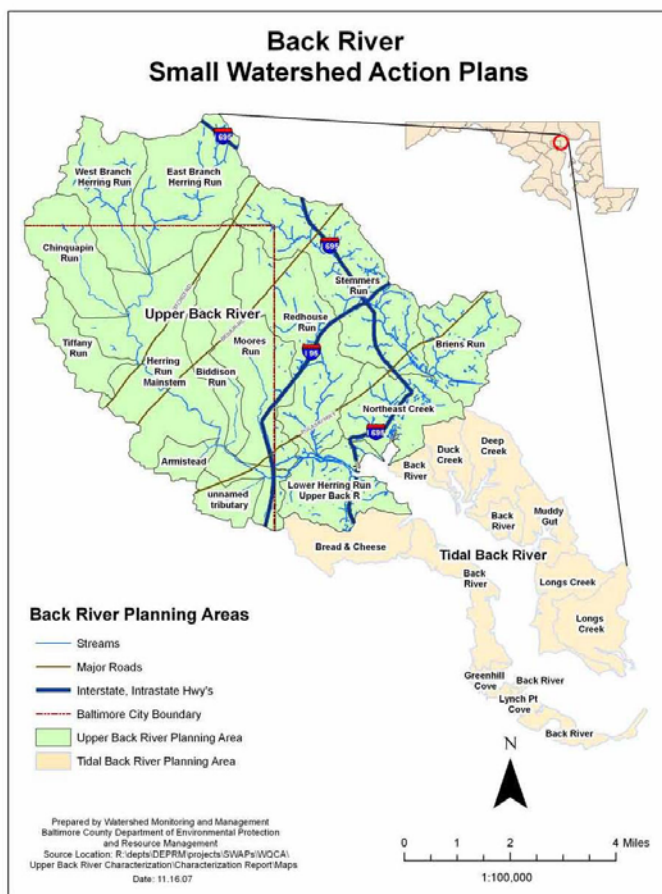 Back River
Small Watershed Action Plans
695
West Branch
Herring Run
East Branch
Herring Run
Chinquapin
Run
695
Stemmers
Run
Upper Back River
Redhouse
Run
Moores
Run
Tiffany
Run
Briens Run
Herring
Run
Mainstem
Biddison
Run
Northeast Creek
695
Armistead
unnamed
tributary
Lower Herring Run
Upper Back R
Back
River
Duck
Creek
Deep
Creek
Back
River
Muddy
Gut
Bread & Cheese
Tidal Back River
Back
River
Longs Creek
Longs
Creek
Greenhill
Cove
Back River
Lynch Pt
Cove
Back River
Back River Planning Areas
Streams
Major Roads
Interstate, Intrastate Hwy's
Baltimore City Boundary
Upper Back River Planning Area
Tidal Back River Planning Area
N
Prepared by Watershed Monitoring and Management
Baltimore County Department of Environmental Protection
and Resource Management
Source Location: R:\depts\DEPRM\projects\SWAPs\WQCA\
Upper Back River Characterization\Characterization Report\Maps
Date: 11.16.07
0 1 2 4 Miles
1:100,000